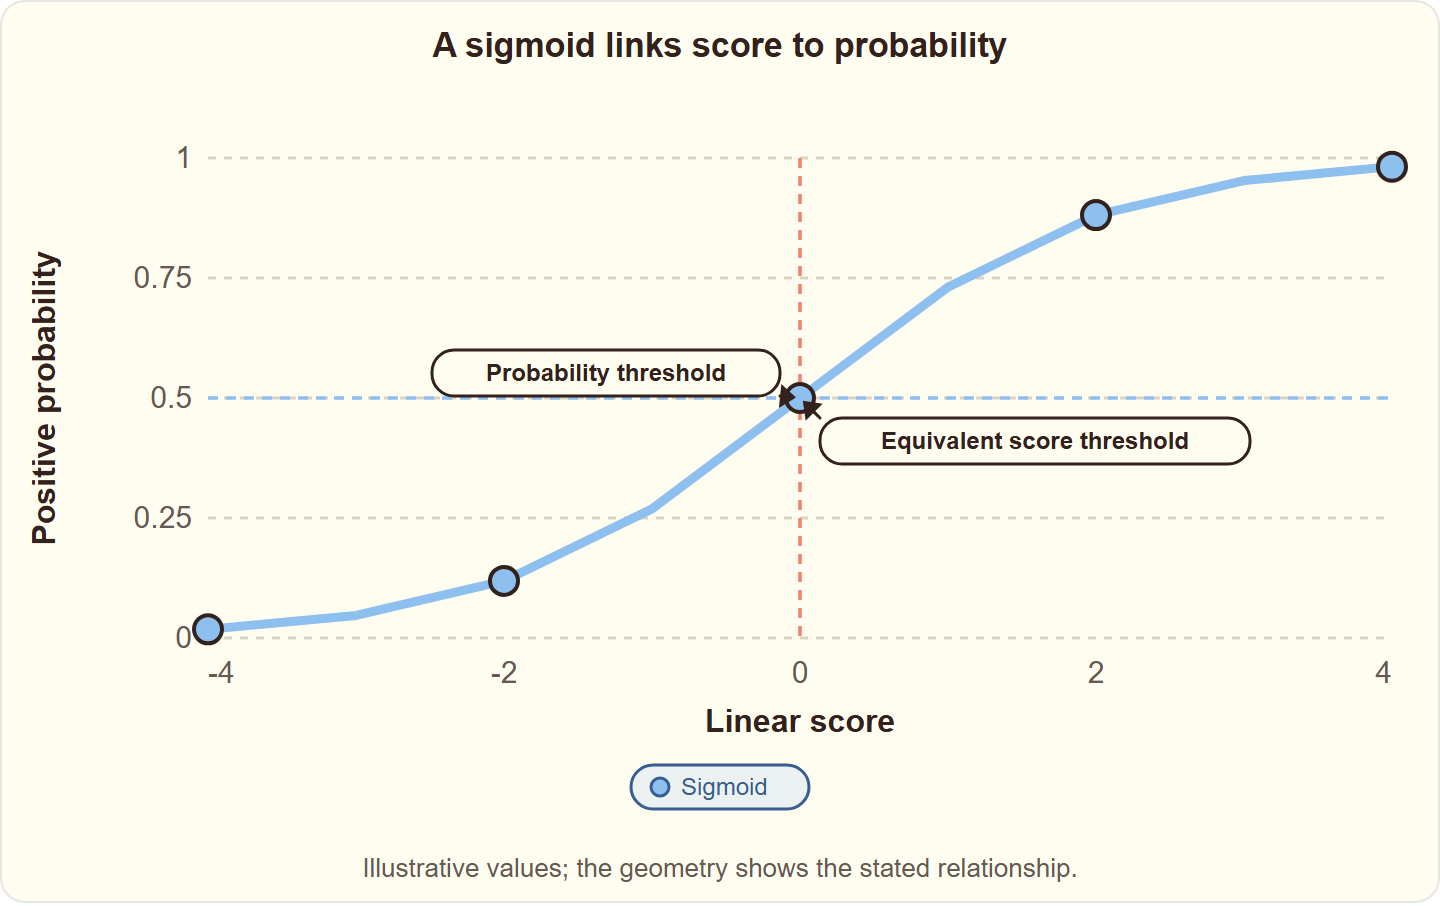 A sigmoid links score to probability
Positive probability
1
0.75
0.5
0.25
0
Probability threshold
Equivalent score threshold
-4
-2
0
2
4
Linear score
Sigmoid
Illustrative values; the geometry shows the stated relationship.